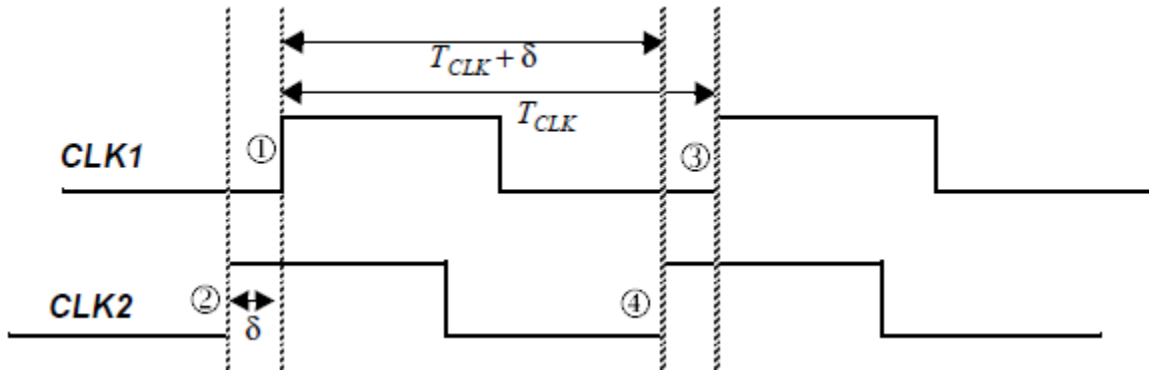 T_CLK + δ
T_CLK
CLK1 ① ③
CLK2 ② ④
δ